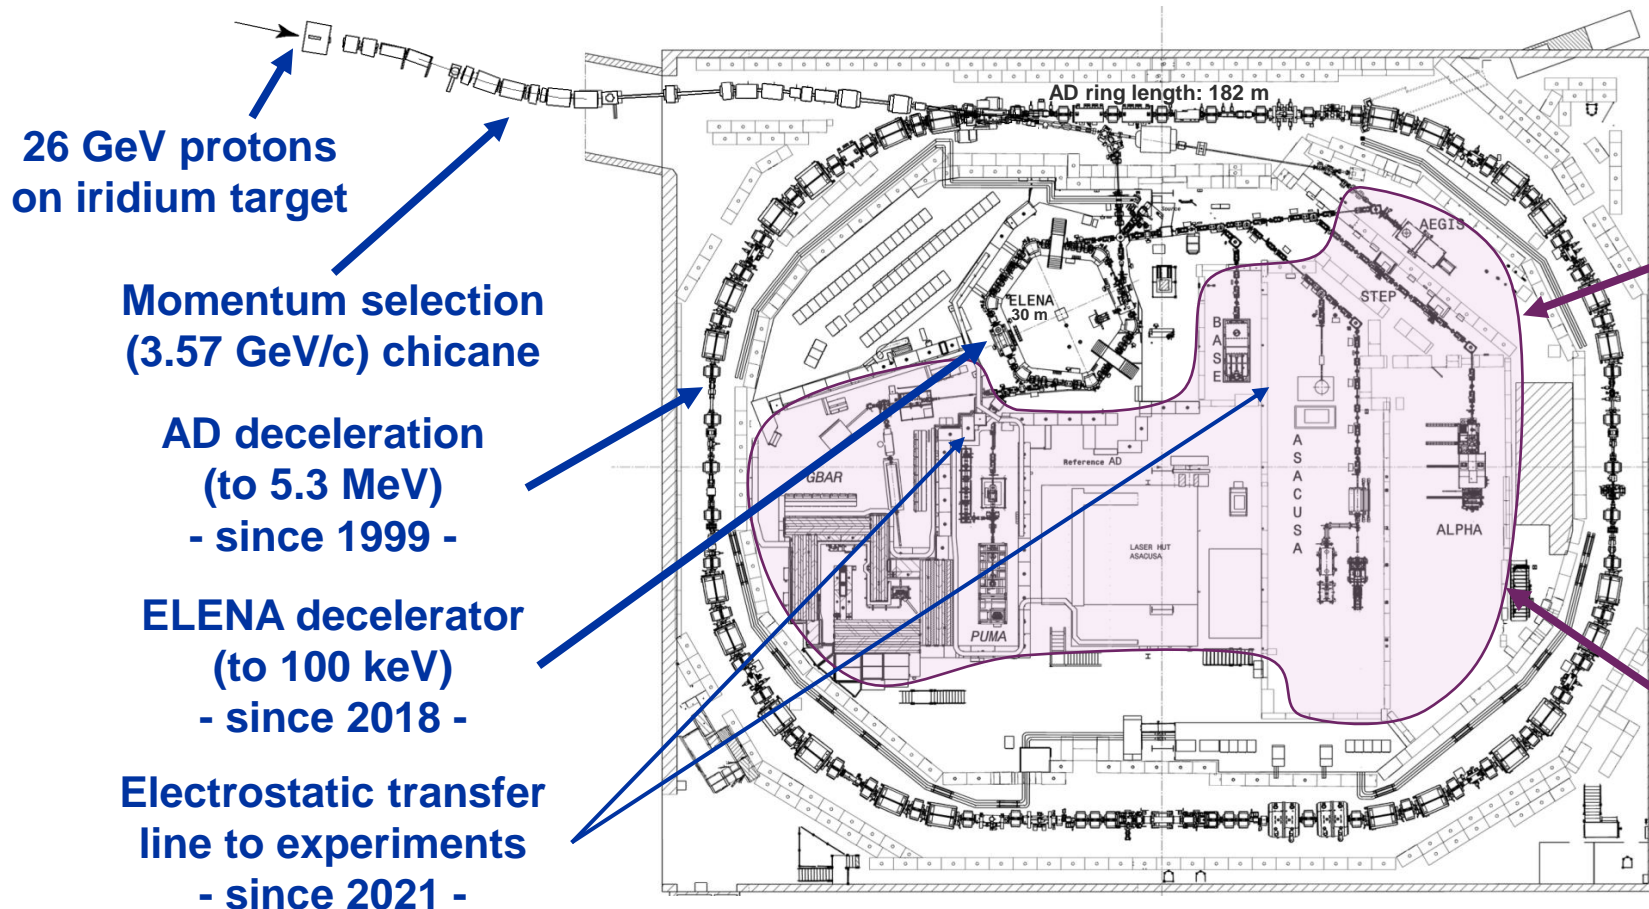 AD ring length: 182 m
26 GeV protons
on iridium target
Momentum selection
(3.57 GeV/c) chicane
AD deceleration
(to 5.3 MeV)
- since 1999 -
ELENA decelerator
(to 100 keV)
- since 2018 -
Electrostatic transfer
line to experiments
- since 2021 -
Source
AEGIS
STEP
ELENA
30 m
BASE
GBAR
Reference AD
ASACUSA
LASER HUT
ASACUSA
ALPHA
PUMA